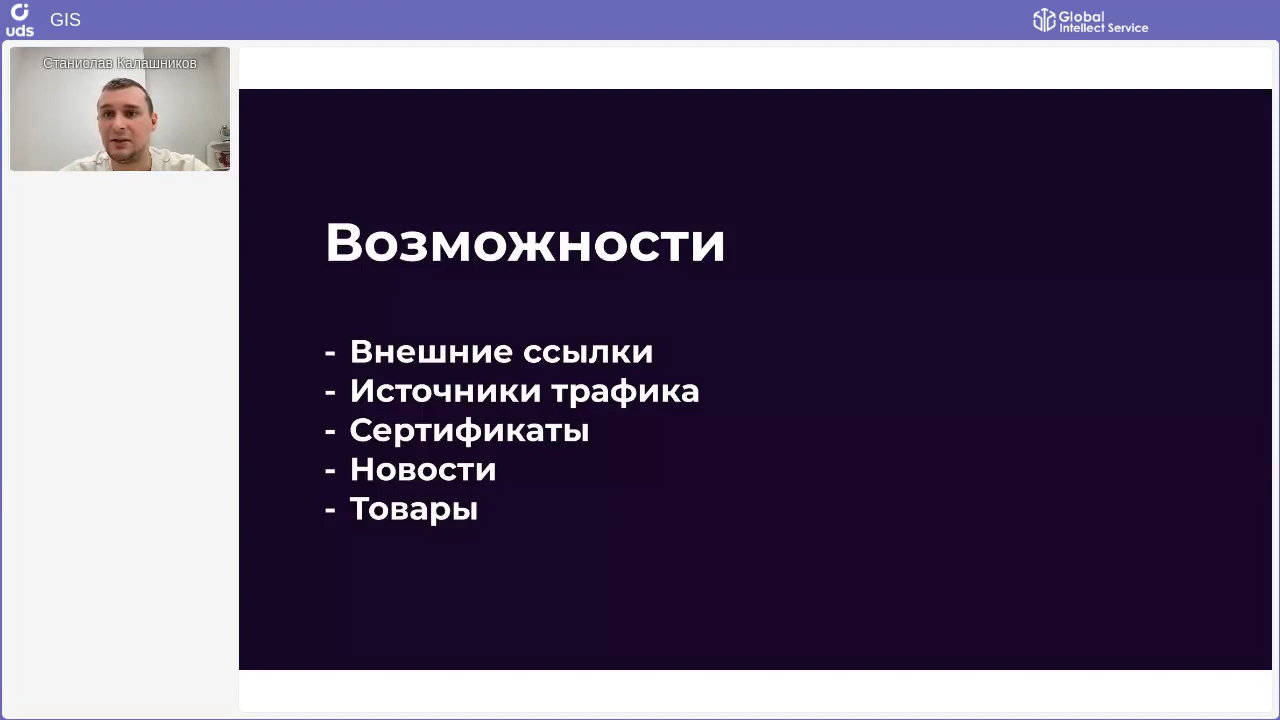 uds
GIS
Global
Intellect Service
Станислав Калашников
Возможности
- Внешние ссылки
- Источники трафика
- Сертификаты
- Новости
- Товары